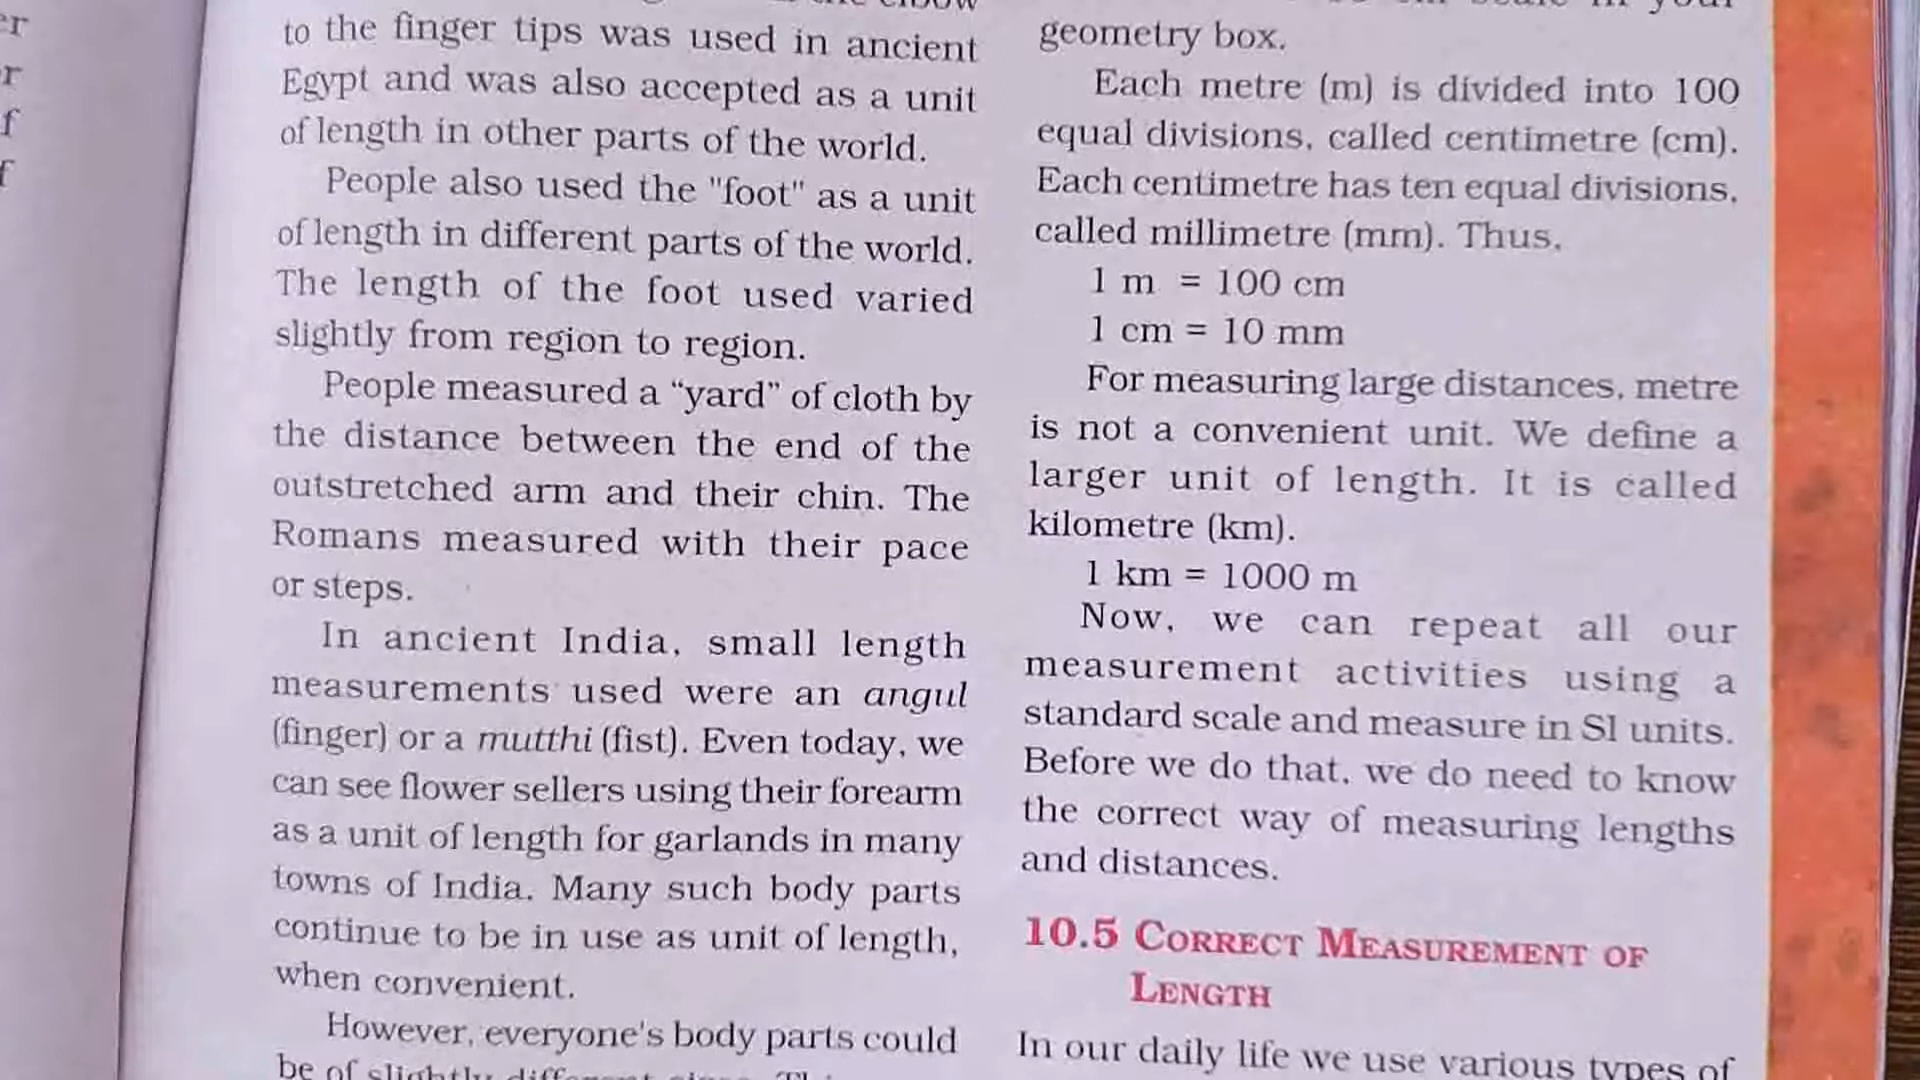 er
r
f
f
to the finger tips was used in ancient
Egypt and was also accepted as a unit
of length in other parts of the world.
People also used the "foot" as a unit
of length in different parts of the world.
The length of the foot used varied
slightly from region to region.
People measured a “yard” of cloth by
the distance between the end of the
outstretched arm and their chin. The
Romans measured with their pace
or steps.
In ancient India, small length
measurements used were an angul
(finger) or a mutthi (fist). Even today, we
can see flower sellers using their forearm
as a unit of length for garlands in many
towns of India. Many such body parts
continue to be in use as unit of length,
when convenient.
However, everyone's body parts could
be of slightly different
geometry box.
Each metre (m) is divided into 100
equal divisions, called centimetre (cm).
Each centimetre has ten equal divisions,
called millimetre (mm). Thus,
1 m = 100 cm
1 cm = 10 mm
For measuring large distances, metre
is not a convenient unit. We define a
larger unit of length. It is called
kilometre (km).
1 km = 1000 m
Now, we can repeat all our
measurement activities using a
standard scale and measure in SI units.
Before we do that, we do need to know
the correct way of measuring lengths
and distances.
10.5 CORRECT MEASUREMENT OF
LENGTH
In our daily life we use various types of